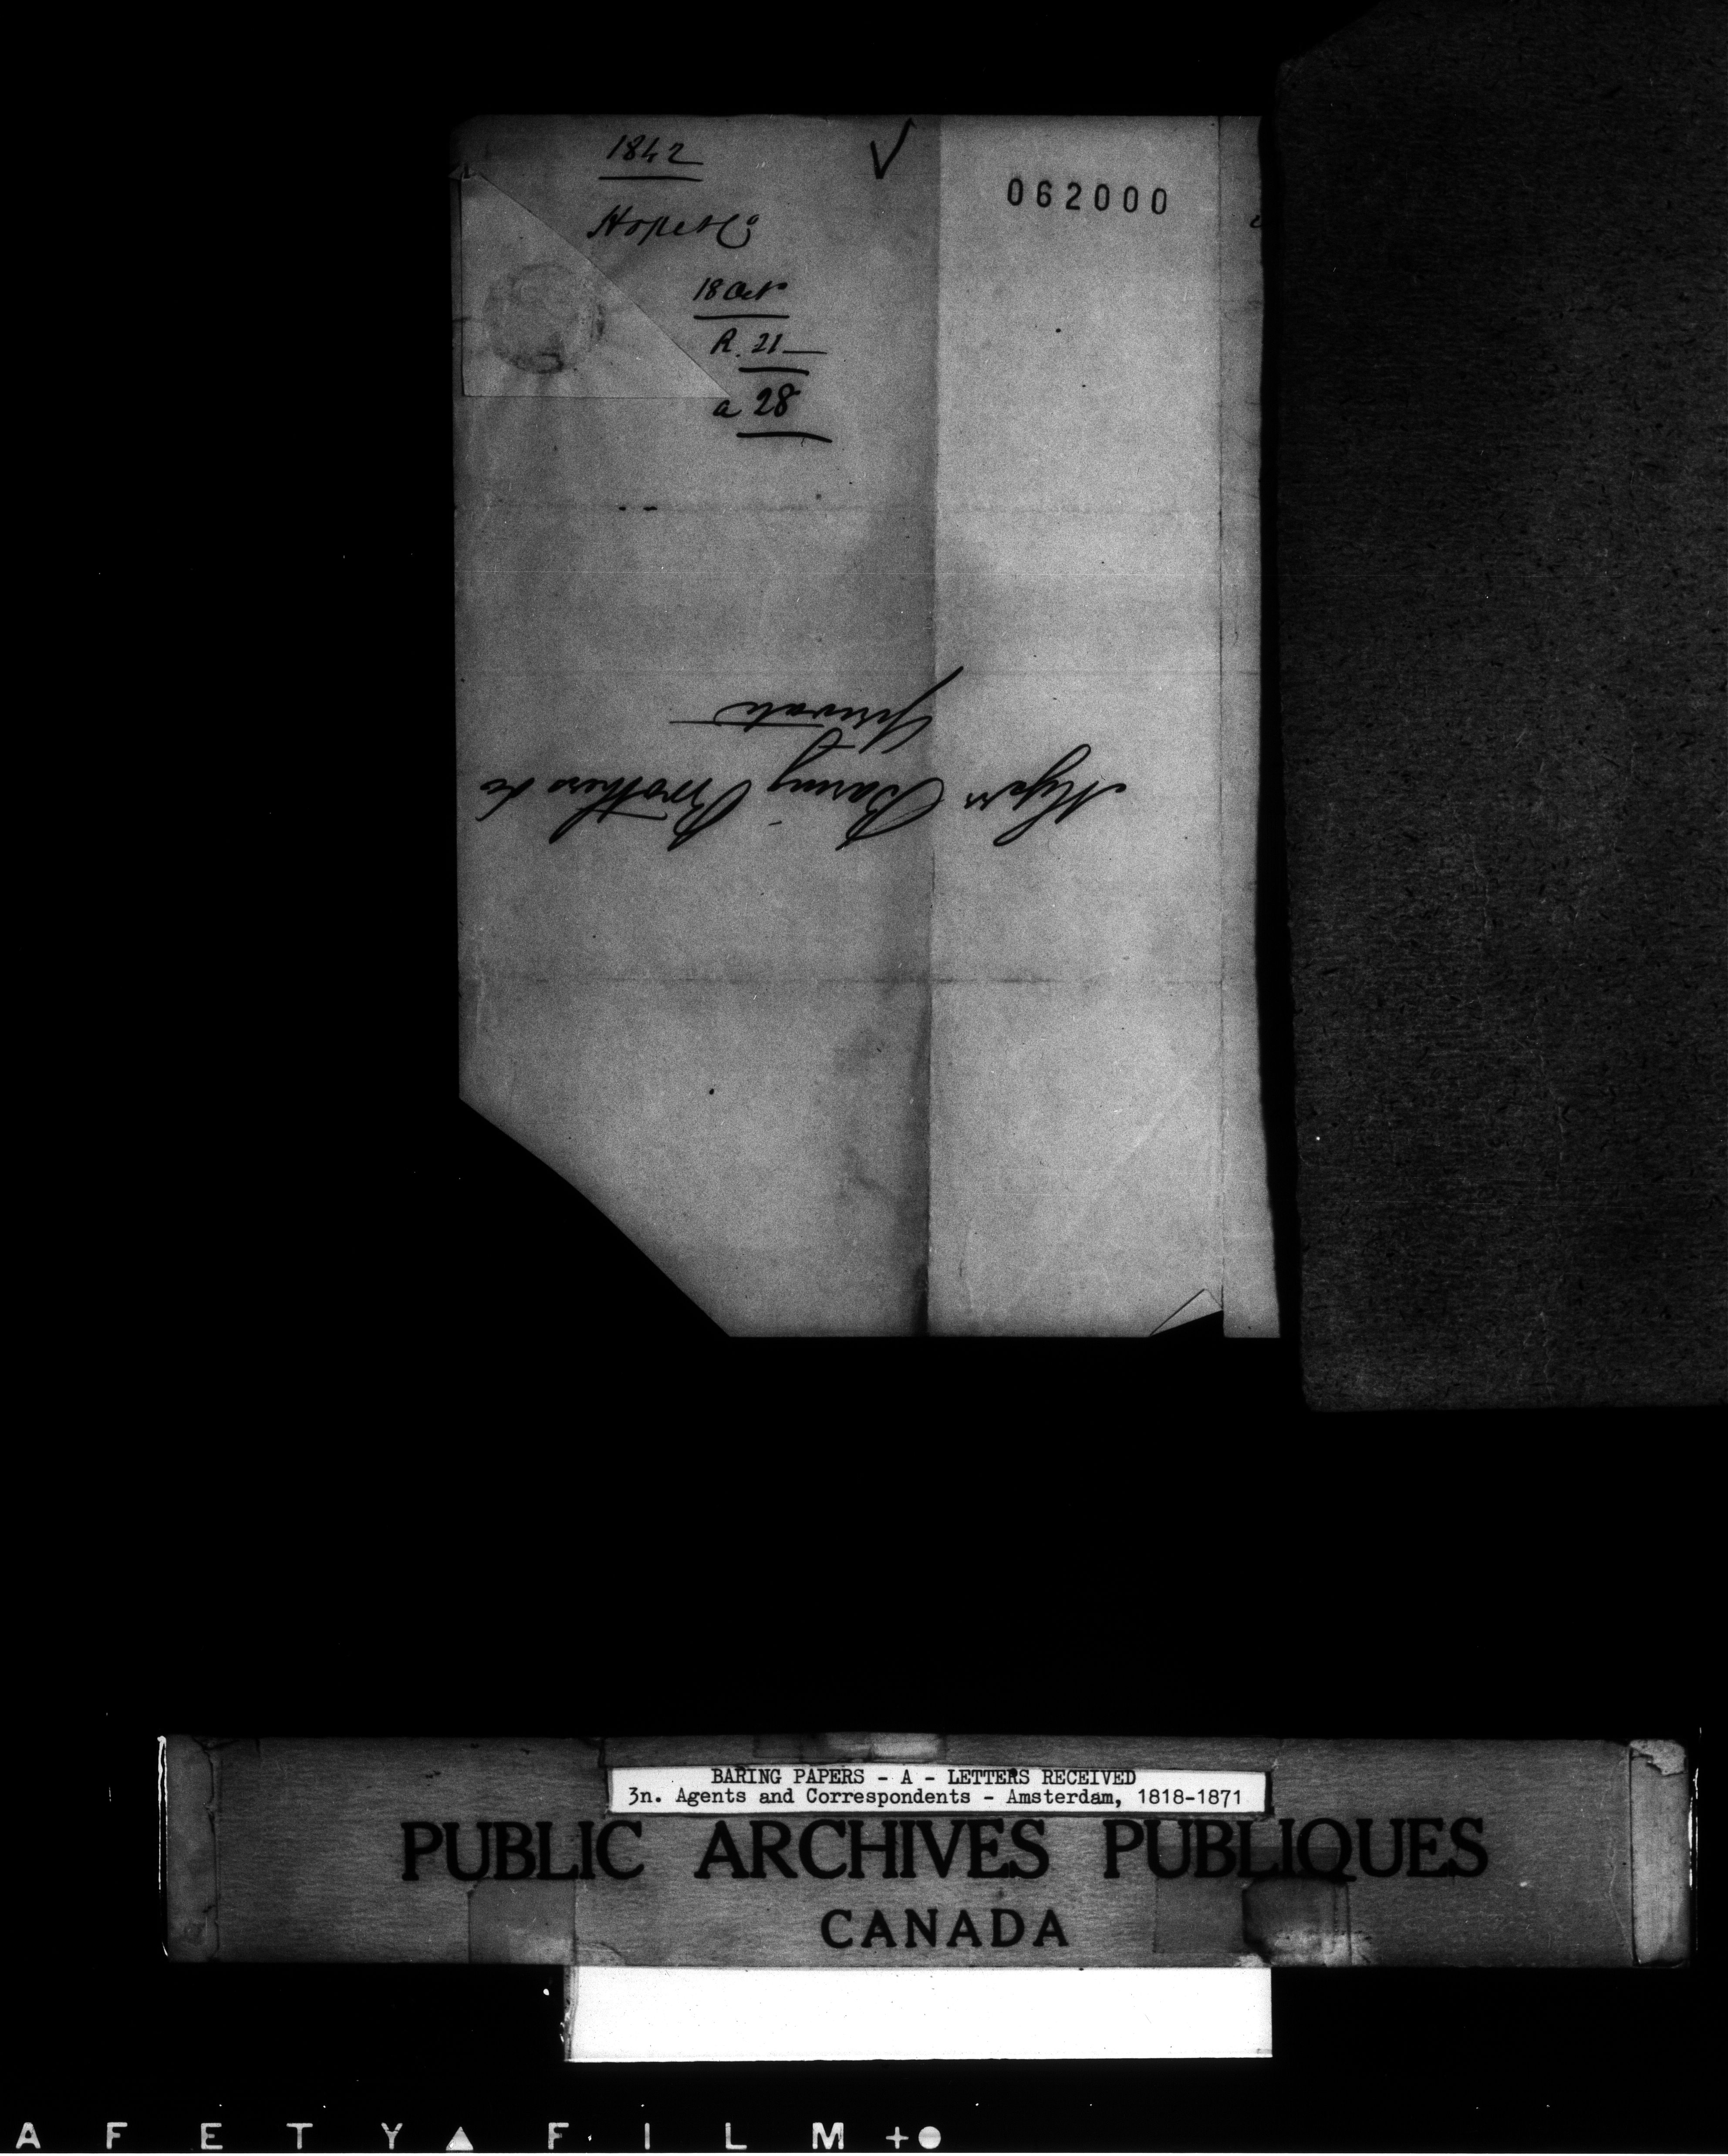 1842
062000
Hope & Co
18 Oct
R. 21
a 28
Messrs Baring Brothers & Co
Private
BARING PAPERS - A - LETTERS RECEIVED
3n. Agents and Correspondents - Amsterdam, 1818-1871
PUBLIC ARCHIVES PUBLIQUES
CANADA
AFETY▲FILM+●